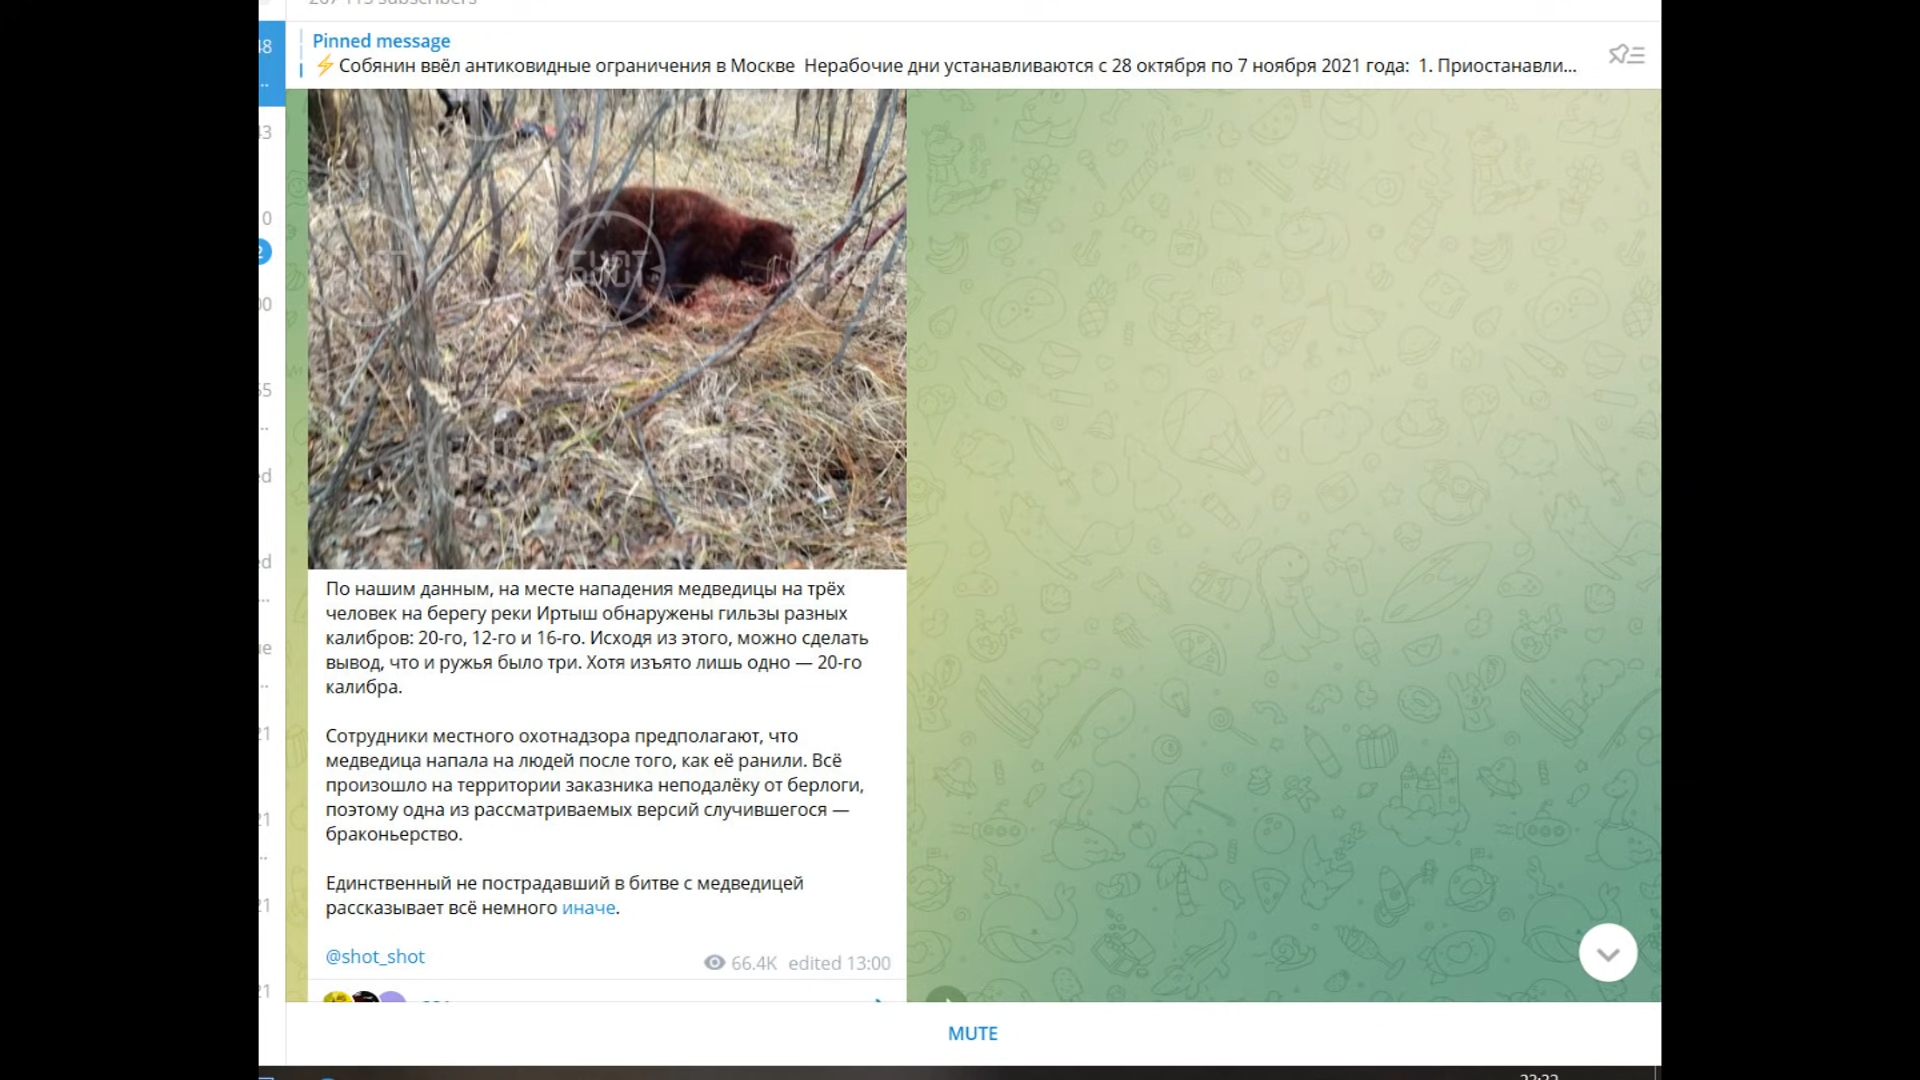 Pinned message
⚡Собянин ввёл антиковидные ограничения в Москве Нерабочие дни устанавливаются с 28 октября по 7 ноября 2021 года: 1. Приостанавли...
SHOT
По нашим данным, на месте нападения медведицы на трёх
человек на берегу реки Иртыш обнаружены гильзы разных
калибров: 20-го, 12-го и 16-го. Исходя из этого, можно сделать
вывод, что и ружья было три. Хотя изъято лишь одно — 20-го
калибра.
Сотрудники местного охотнадзора предполагают, что
медведица напала на людей после того, как её ранили. Всё
произошло на территории заказника неподалёку от берлоги,
поэтому одна из рассматриваемых версий случившегося —
браконьерство.
Единственный не пострадавший в битве с медведицей
рассказывает всё немного иначе.
@shot_shot
66.4K edited 13:00
MUTE